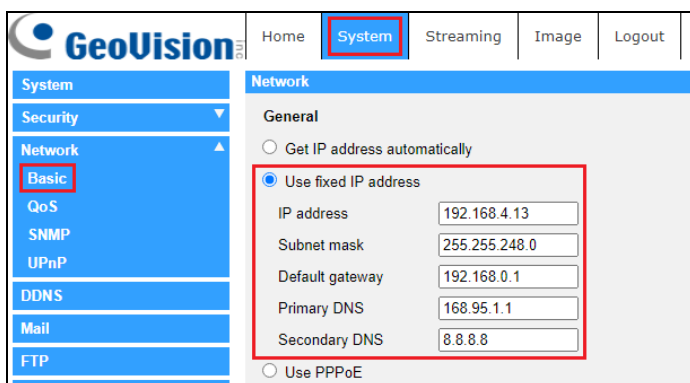 GeoVision inc
Home System Streaming Image Logout
System
Security
Network
Basic
QoS
SNMP
UPnP
DDNS
Mail
FTP
Network
General
Get IP address automatically
Use fixed IP address
IP address 192.168.4.13
Subnet mask 255.255.248.0
Default gateway 192.168.0.1
Primary DNS 168.95.1.1
Secondary DNS 8.8.8.8
Use PPPoE